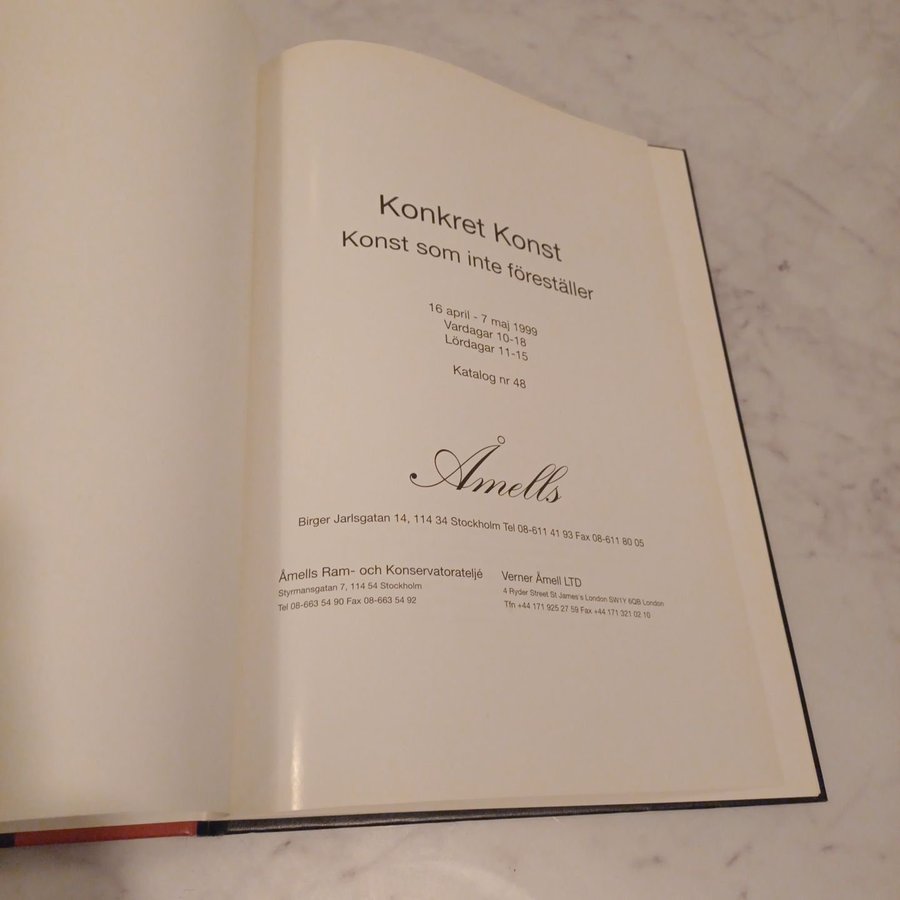 Konkret Konst
Konst som inte föreställer
16 april - 7 maj 1999
Vardagar 10-18
Lördagar 11-15
Katalog nr 48
Åmells
Birger Jarlsgatan 14, 114 34 Stockholm Tel 08-611 41 93 Fax 08-611 80 05
Åmells Ram- och Konservatorateljé
Styrmansgatan 7, 114 54 Stockholm
Tel 08-663 54 90 Fax 08-663 54 92
Verner Åmell LTD
4 Ryder Street St James's London SW1Y 6QB London
Tfn +44 171 925 27 59 Fax +44 171 321 02 10